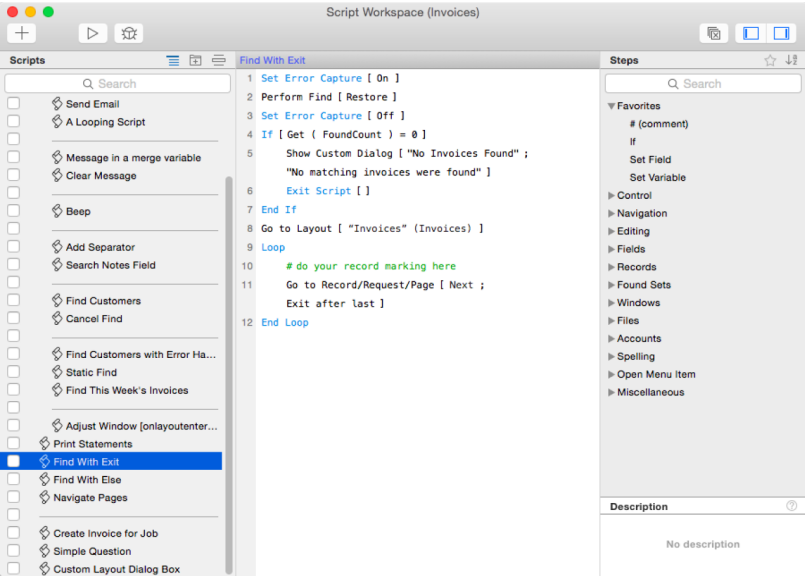 Script Workspace (Invoices)
Scripts
Search
Send Email
A Looping Script
Message in a merge variable
Clear Message
Beep
Add Separator
Search Notes Field
Find Customers
Cancel Find
Find Customers with Error Ha...
Static Find
Find This Week's Invoices
Adjust Window [onlayoutenter...
Print Statements
Find With Exit
Find With Else
Navigate Pages
Create Invoice for Job
Simple Question
Custom Layout Dialog Box
Find With Exit
1 Set Error Capture [ On ]
2 Perform Find [ Restore ]
3 Set Error Capture [ Off ]
4 If [ Get ( FoundCount ) = 0 ]
5 Show Custom Dialog [ "No Invoices Found" ;
"No matching invoices were found" ]
6 Exit Script [ ]
7 End If
8 Go to Layout [ “Invoices” (Invoices) ]
9 Loop
10 # do your record marking here
11 Go to Record/Request/Page [ Next ;
Exit after last ]
12 End Loop
Steps
Search
Favorites
# (comment)
If
Set Field
Set Variable
Control
Navigation
Editing
Fields
Records
Found Sets
Windows
Files
Accounts
Spelling
Open Menu Item
Miscellaneous
Description
?
No description